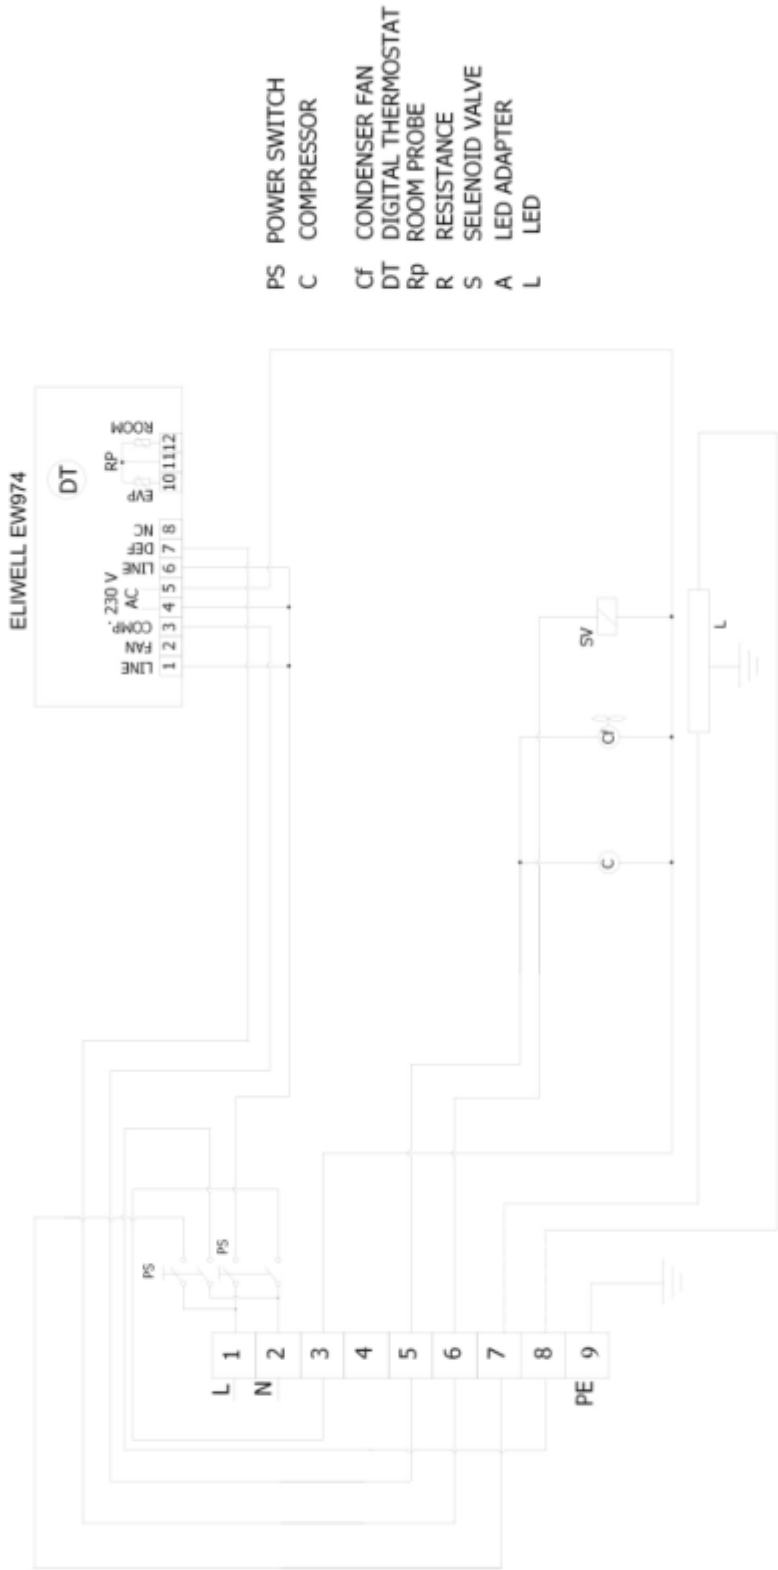 ELIWELL EW974
DT
RP
LINE FAN COMP. 230 V AC LINE DEF NC EVP ROOM
1 2 3 4 5 6 7 8 10 11 12
PS POWER SWITCH
C COMPRESSOR
Cf CONDENSER FAN
DT DIGITAL THERMOSTAT
Rp ROOM PROBE
R RESISTANCE
S SELENOID VALVE
A LED ADAPTER
L LED
PS
PS
SV
C
Cf
L
L 1
N 2
3
4
5
6
7
8
PE 9